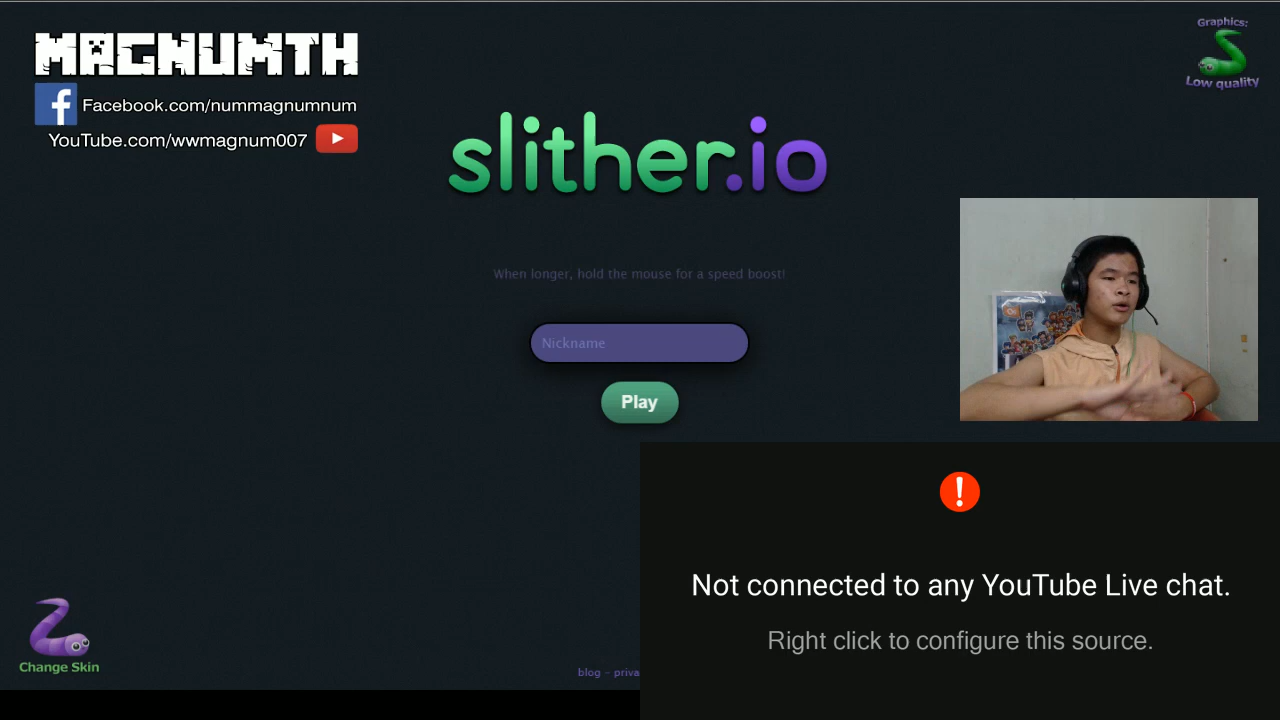 MAGNUMTH
Facebook.com/nummagnumnum
YouTube.com/wwmagnum007
Graphics:
Low quality
slither.io
When longer, hold the mouse for a speed boost!
Nickname
Play
Not connected to any YouTube Live chat.
Right click to configure this source.
Change Skin
blog - priva